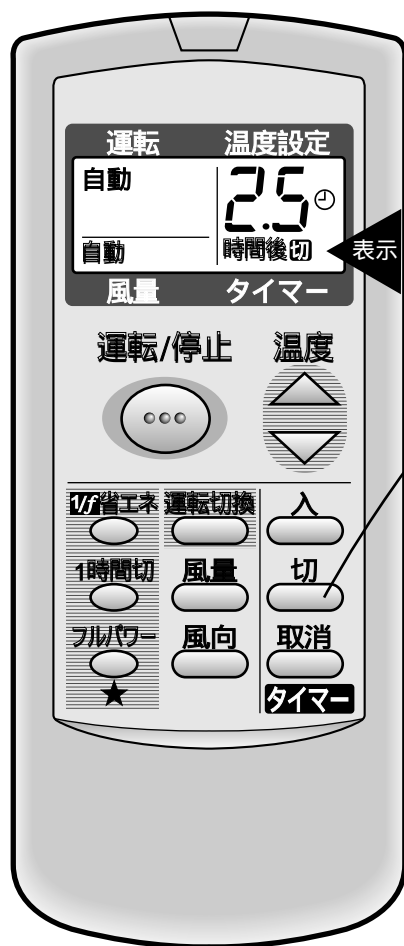 運転 温度設定
自動 2.5
自動 時間後切
表示
風量 タイマー
運転/停止 温度
1/f省エネ 運転切換 入
1時間切 風量 切
フルパワー 風向 取消
★ タイマー